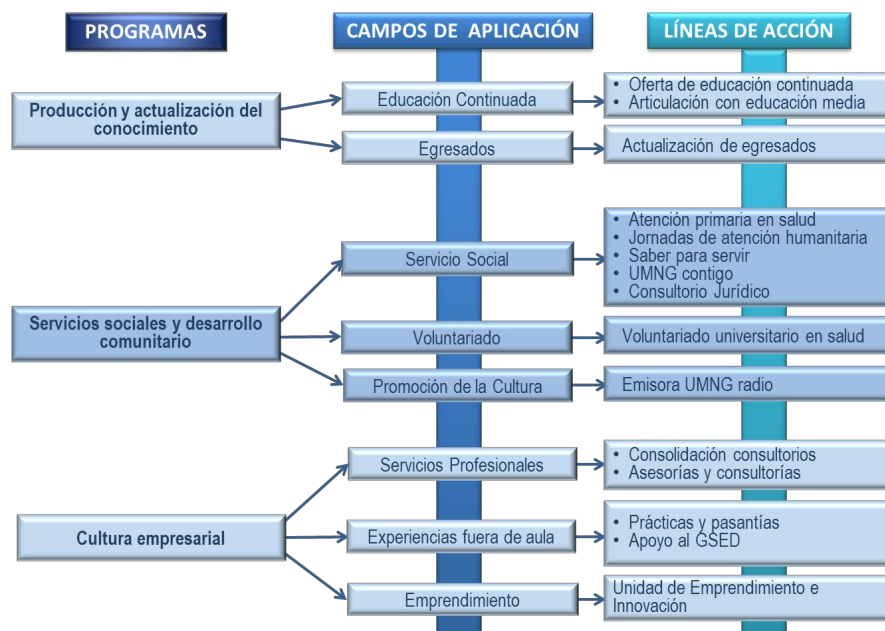 PROGRAMAS
CAMPOS DE APLICACIÓN
LÍNEAS DE ACCIÓN
Producción y actualización del
conocimiento
Educación Continuada
• Oferta de educación continuada
• Articulación con educación media
Egresados
Actualización de egresados
Servicios sociales y desarrollo
comunitario
Servicio Social
• Atención primaria en salud
• Jornadas de atención humanitaria
• Saber para servir
• UMNG contigo
• Consultorio Jurídico
Voluntariado
Voluntariado universitario en salud
Promoción de la Cultura
Emisora UMNG radio
Cultura empresarial
Servicios Profesionales
• Consolidación consultorios
• Asesorías y consultorías
Experiencias fuera de aula
• Prácticas y pasantías
• Apoyo al GSED
Emprendimiento
Unidad de Emprendimiento e
Innovación